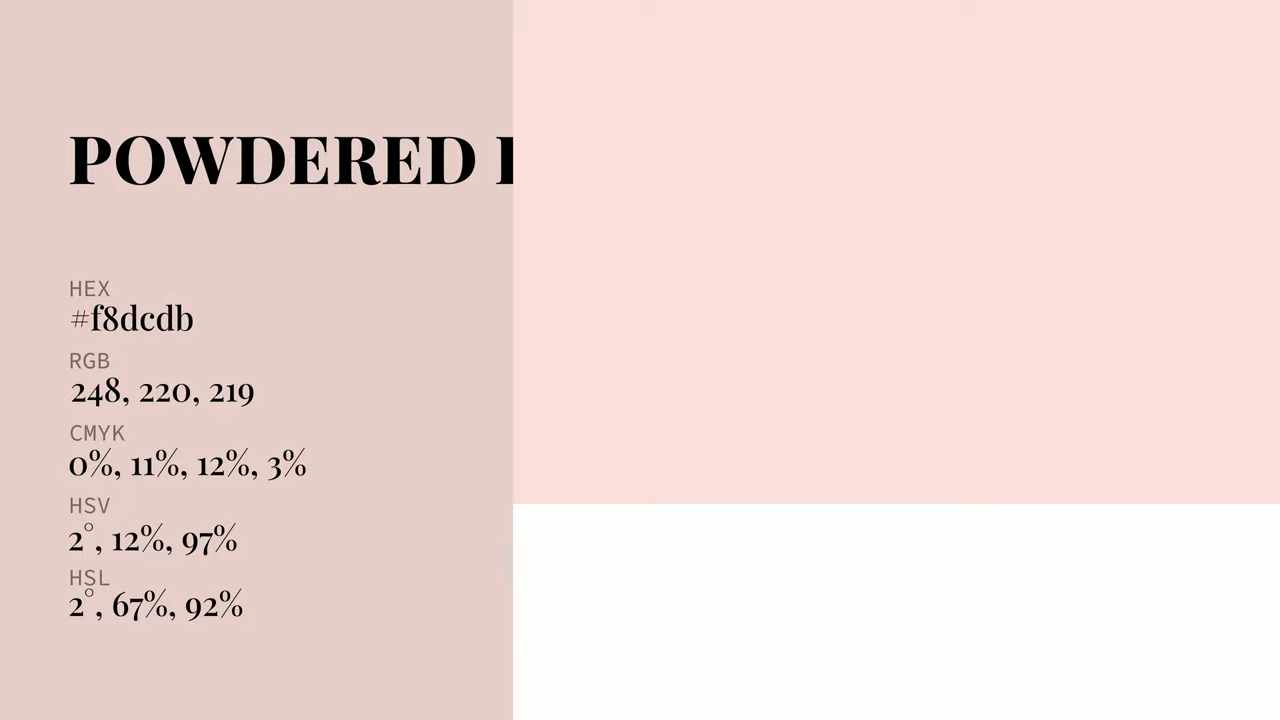 POWDERED
HEX
#f8dcdb
RGB
248, 220, 219
CMYK
0%, 11%, 12%, 3%
HSV
2°, 12%, 97%
HSL
2°, 67%, 92%